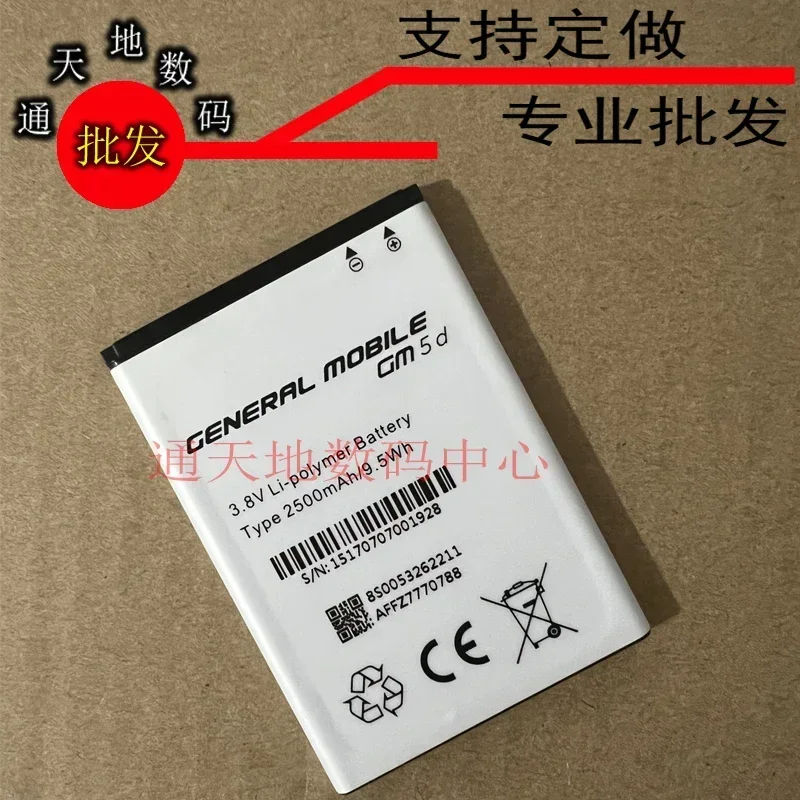 通天地数码
批发
支持定做
专业批发
GENERAL MOBILE
GM 5 d
3.8V Li-polymer Battery
Type 2500mAh/9.5Wh
通天地数码中心
S/N: 15170707001928
8S0053262211
AFFZ7770788
CE